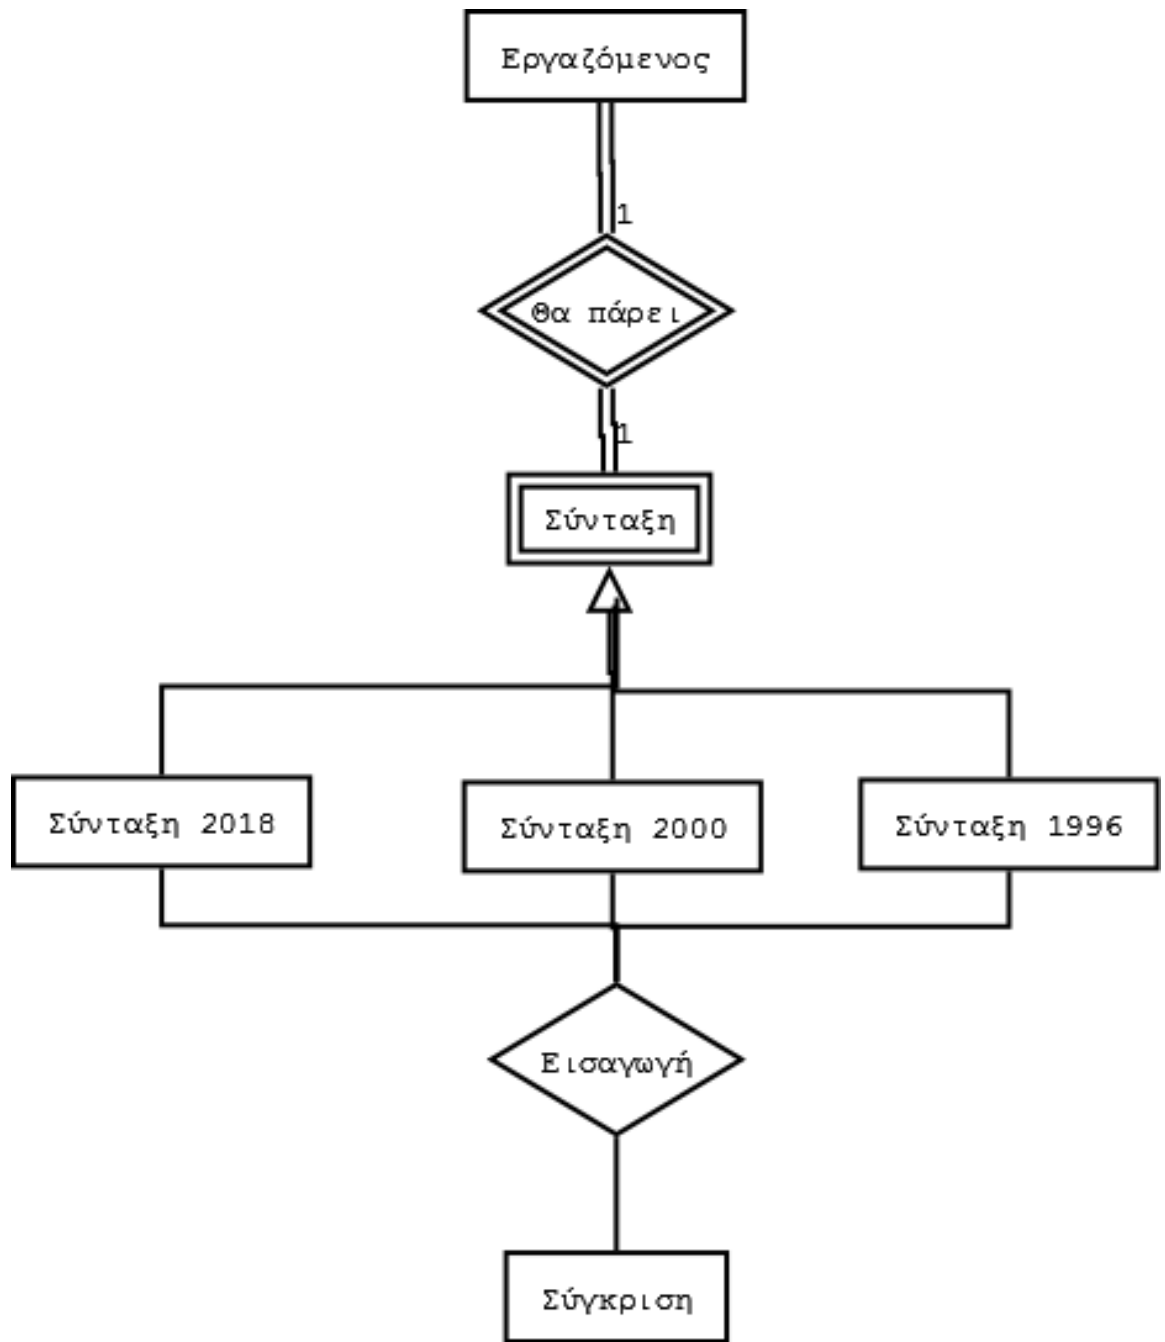 Εργαζόμενος
1
Θα πάρει
1
Σύνταξη
Σύνταξη 2018
Σύνταξη 2000
Σύνταξη 1996
Εισαγωγή
Σύγκριση